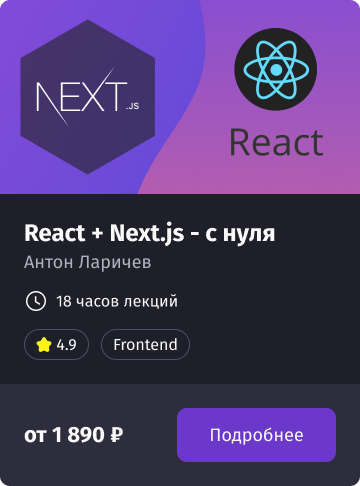 NEXT.JS
React
React + Next.js - с нуля
Антон Ларичев
18 часов лекций
4.9
Frontend
от 1 890 ₽
Подробнее